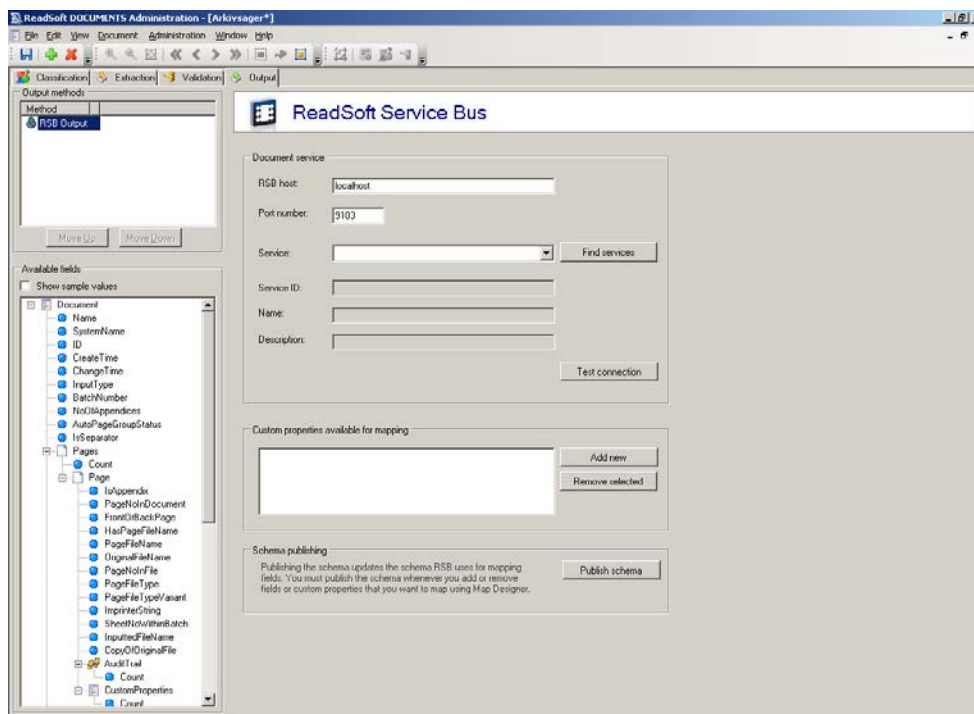 ReadSoft DOCUMENTS Administration - [Arkivsager*]
File Edit View Document Administration Window Help
Classification Extraction Validation Output
Output methods
Method
RSB Output
Move Up Move Down
Available fields
Show sample values
Document
Name
SystemName
ID
CreateTime
ChangeTime
InputType
BatchNumber
NoOfAppendices
AutoPageGroupStatus
IsSeparator
Pages
Count
Page
IsAppendix
PageNoInDocument
FrontOrBackPage
HasPageFileName
PageFileName
OriginalFileName
PageNoInFile
PageFileType
PageFileTypeVariant
ImprinterString
SheetNoWithinBatch
InputtedFileName
CopyOfOriginalFile
AuditTrail
Count
CustomProperties
Count
ReadSoft Service Bus
Document service
RSB host: localhost
Port number: 9103
Service: Find services
Service ID:
Name:
Description:
Test connection
Custom properties available for mapping
Add new
Remove selected
Schema publishing
Publishing the schema updates the schema RSB uses for mapping
fields. You must publish the schema whenever you add or remove
fields or custom properties that you want to map using Map Designer.
Publish schema